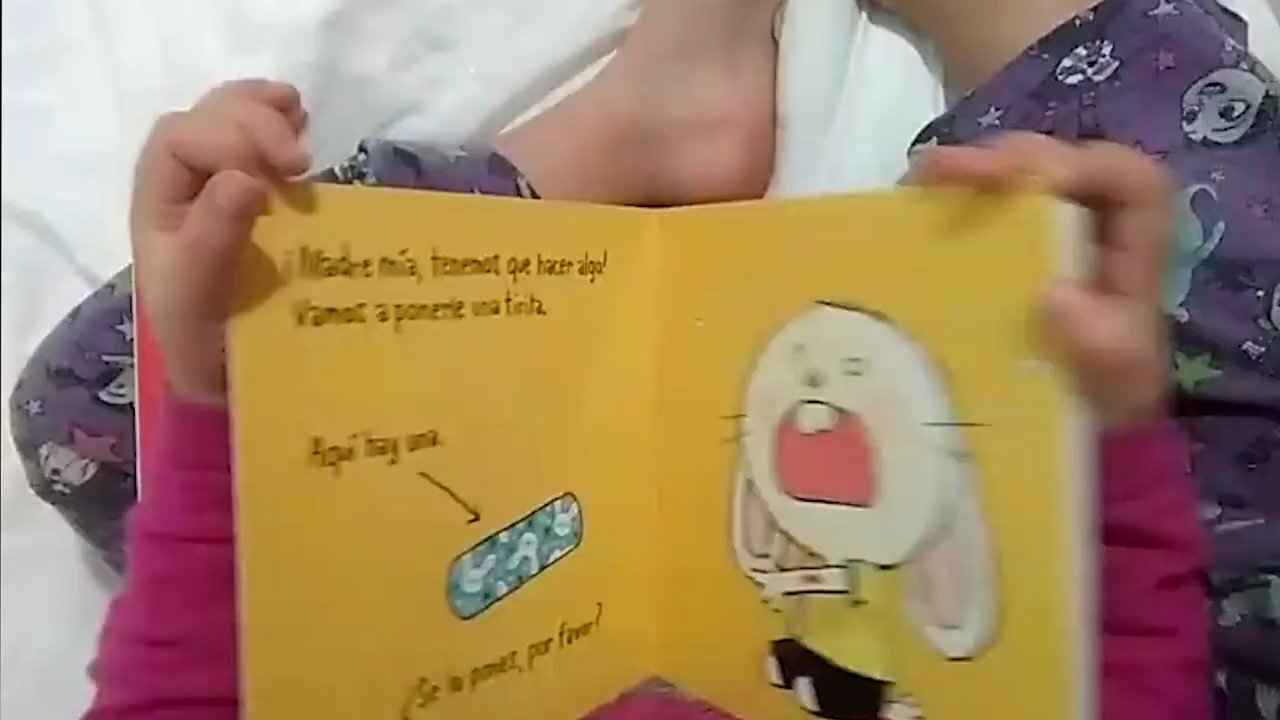 ¡Madre mía, tenemos que hacer algo!
Vamos a ponerle una tirita.
Aquí hay una.
¿Se la pones, por favor?